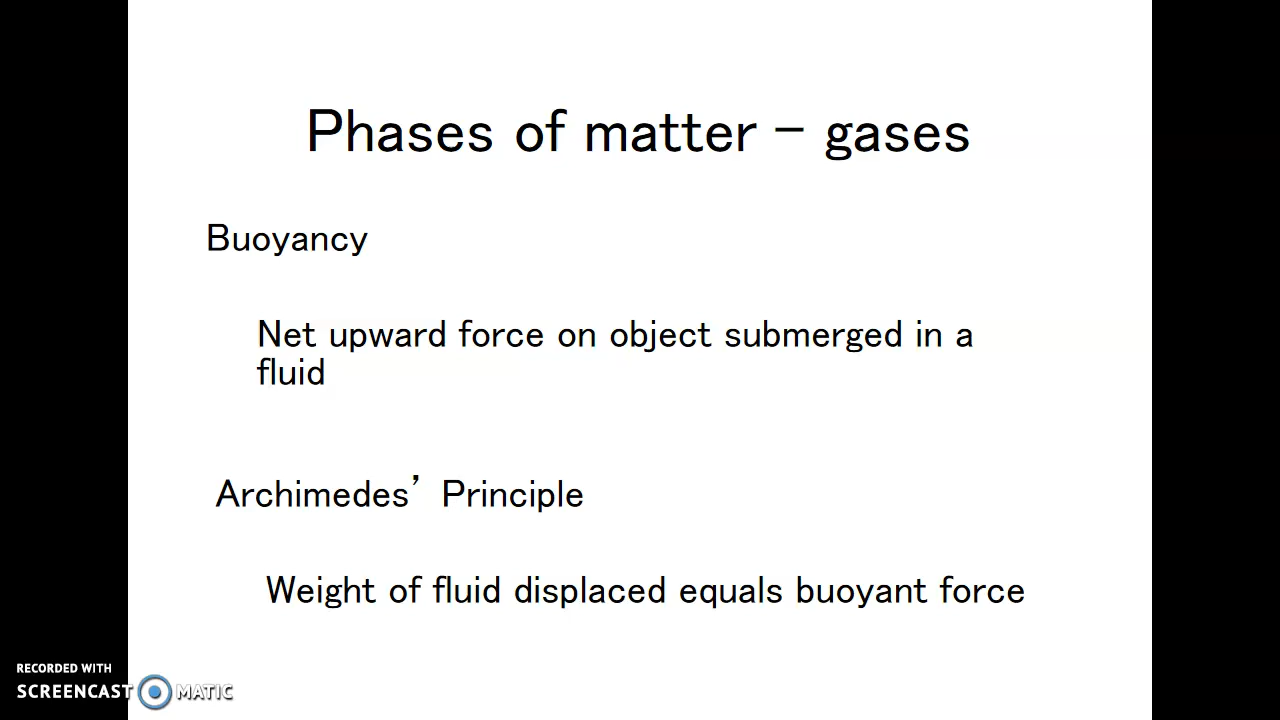 Phases of matter – gases
Buoyancy
Net upward force on object submerged in a
fluid
Archimedes’ Principle
Weight of fluid displaced equals buoyant force
RECORDED WITH
SCREENCAST MATIC